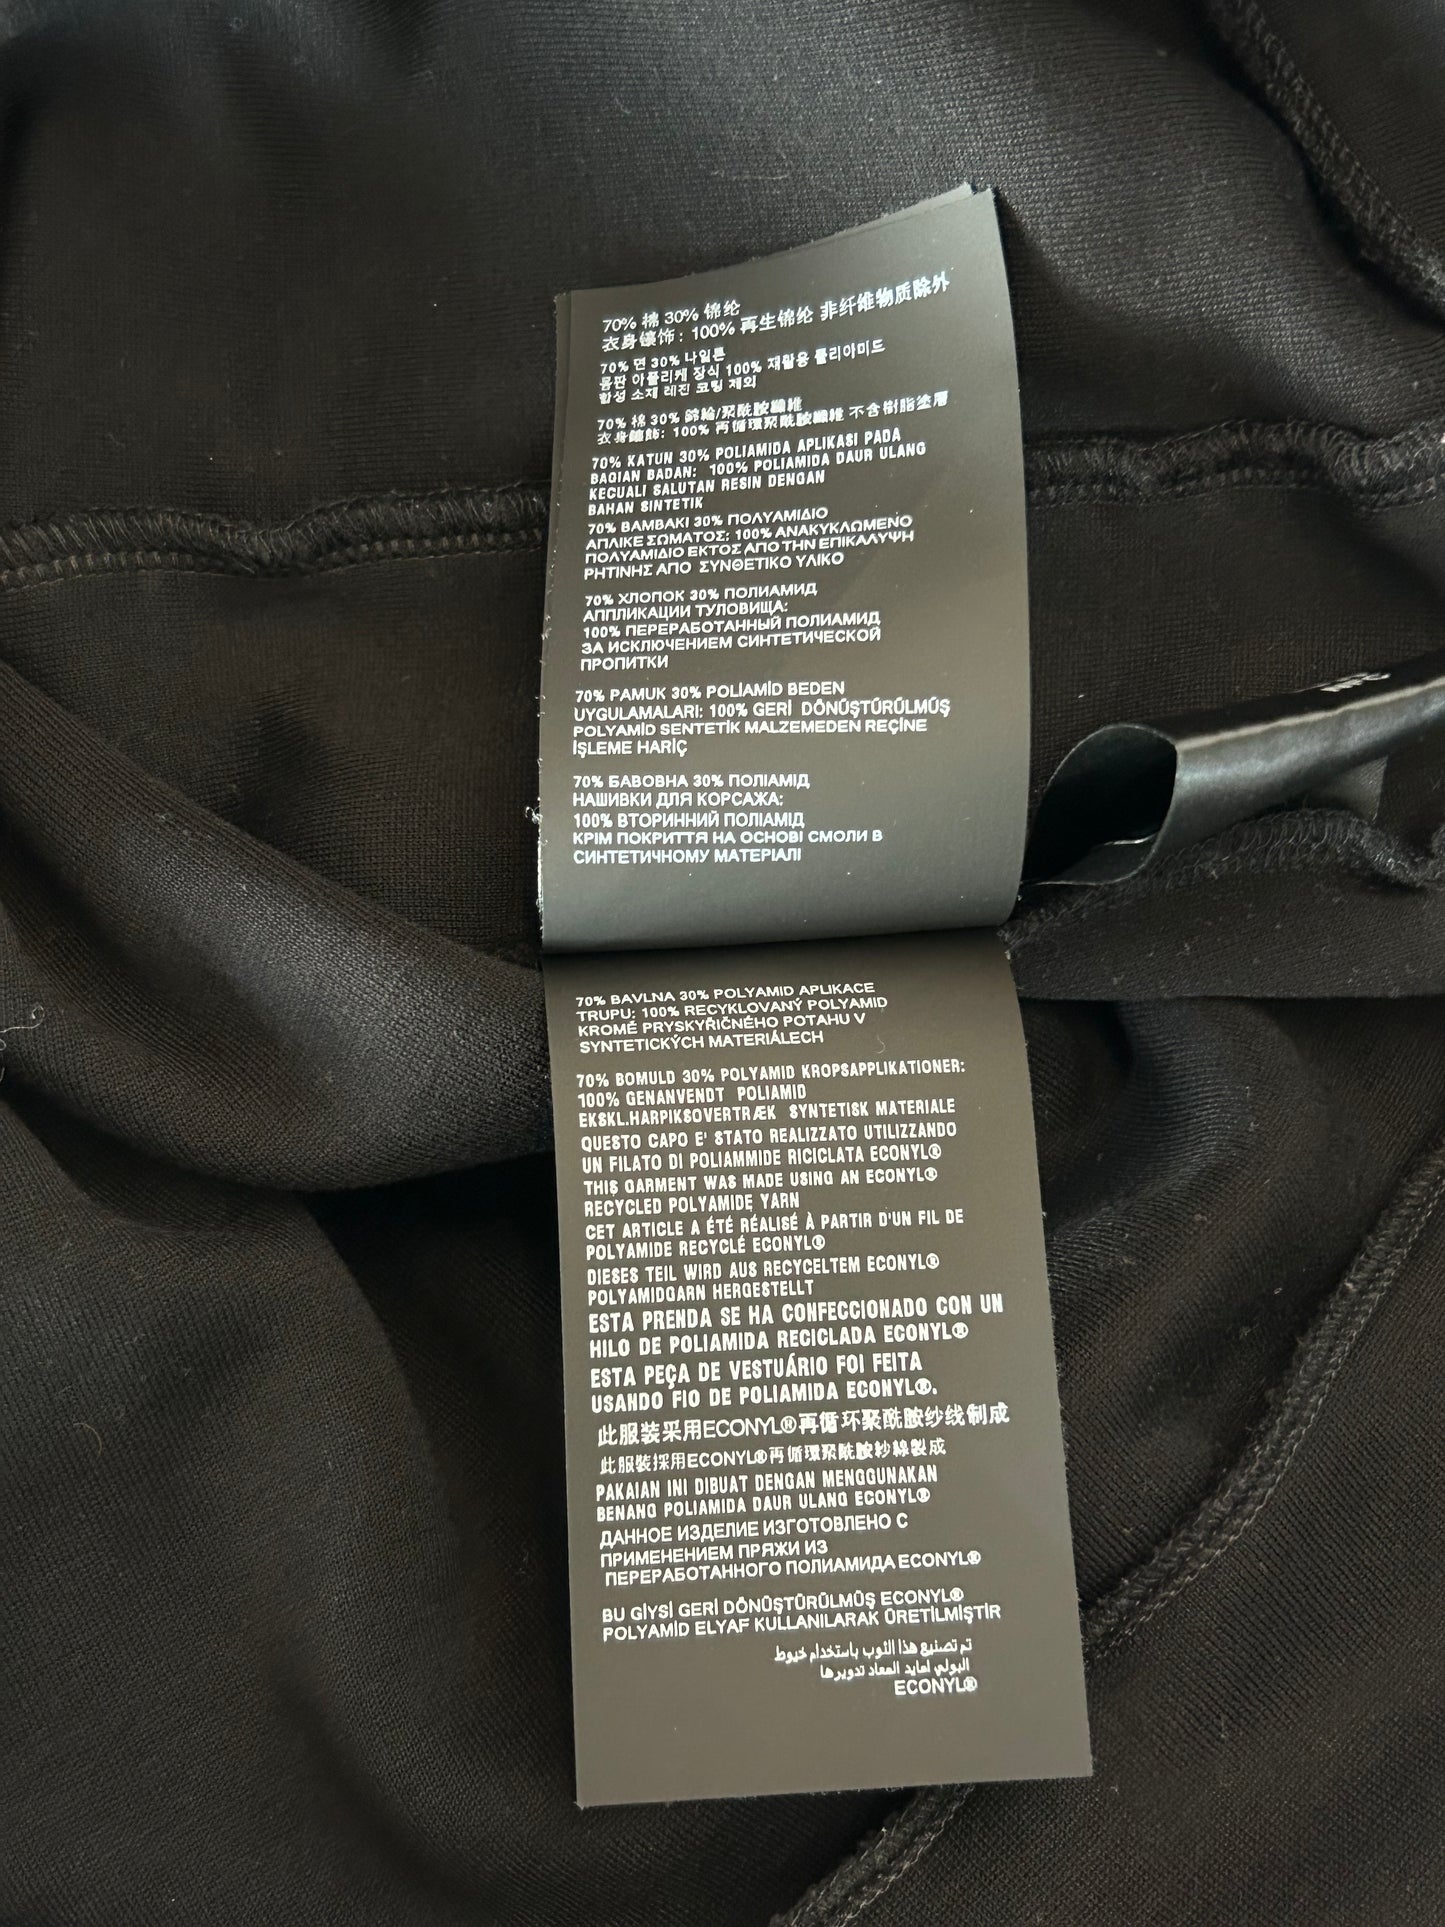 70% 棉 30% 锦纶
衣身镶饰: 100% 再生锦纶 非纤维物质除外
70% 면 30% 나일론
몸판 아플리케 장식 100% 재활용 폴리아미드
합성 소재 레진 코팅 제외
70% 棉 30% 錦綸/聚酰胺纖維
衣身鑲飾: 100% 再循環聚酰胺纖維 不含樹脂塗層
70% KATUN 30% POLIAMIDA APLIKASI PADA
BAGIAN BADAN: 100% POLIAMIDA DAUR ULANG
KECUALI SALUTAN RESIN DENGAN
BAHAN SINTETIK
70% ΒΑΜΒΑΚΙ 30% ΠΟΛΥΑΜΙΔΙΟ
ΑΠΛΙΚΕ ΣΩΜΑΤΟΣ: 100% ΑΝΑΚΥΚΛΩΜΕΝΟ
ΠΟΛΥΑΜΙΔΙΟ ΕΚΤΟΣ ΑΠΟ ΤΗΝ ΕΠΙΚΑΛΥΨΗ
ΡΗΤΙΝΗΣ ΑΠΟ ΣΥΝΘΕΤΙΚΟ ΥΛΙΚΟ
70% ХЛОПОК 30% ПОЛИАМИД
АППЛИКАЦИИ ТУЛОВИЩА:
100% ПЕРЕРАБОТАННЫЙ ПОЛИАМИД
ЗА ИСКЛЮЧЕНИЕМ СИНТЕТИЧЕСКОЙ
ПРОПИТКИ
70% PAMUK 30% POLİAMİD BEDEN
UYGULAMALARI: 100% GERİ DÖNÜŞTÜRÜLMÜŞ
POLYAMİD SENTETİK MALZEMEDEN REÇİNE
İŞLEME HARİÇ
70% БАВОВНА 30% ПОЛІАМІД
НАШИВКИ ДЛЯ КОРСАЖА:
100% ВТОРИННИЙ ПОЛІАМІД
КРІМ ПОКРИТТЯ НА ОСНОВІ СМОЛИ В
СИНТЕТИЧНОМУ МАТЕРІАЛІ
70% BAVLNA 30% POLYAMID APLIKACE
TRUPU: 100% RECYKLOVANÝ POLYAMID
KROMĚ PRYSKYŘIČNÉHO POTAHU V
SYNTETICKÝCH MATERIÁLECH
70% BOMULD 30% POLYAMID KROPSAPPLIKATIONER:
100% GENANVENDT POLIAMID
EKSKL.HARPIKSOVERTRÆK SYNTETISK MATERIALE
QUESTO CAPO E' STATO REALIZZATO UTILIZZANDO
UN FILATO DI POLIAMMIDE RICICLATA ECONYL®
THIS GARMENT WAS MADE USING AN ECONYL®
RECYCLED POLYAMIDE YARN
CET ARTICLE A ÉTÉ RÉALISÉ À PARTIR D'UN FIL DE
POLYAMIDE RECYCLÉ ECONYL®
DIESES TEIL WIRD AUS RECYCELTEM ECONYL®
POLYAMIDGARN HERGESTELLT
ESTA PRENDA SE HA CONFECCIONADO CON UN
HILO DE POLIAMIDA RECICLADA ECONYL®
ESTA PEÇA DE VESTUÁRIO FOI FEITA
USANDO FIO DE POLIAMIDA ECONYL®.
此服装采用ECONYL®再循环聚酰胺纱线制成
此服裝採用ECONYL®再循環聚酰胺紗線製成
PAKAIAN INI DIBUAT DENGAN MENGGUNAKAN
BENANG POLIAMIDA DAUR ULANG ECONYL®
ДАННОЕ ИЗДЕЛИЕ ИЗГОТОВЛЕНО С
ПРИМЕНЕНИЕМ ПРЯЖИ ИЗ
ПЕРЕРАБОТАННОГО ПОЛИАМИДА ECONYL®
BU GİYSİ GERİ DÖNÜŞTÜRÜLMÜŞ ECONYL®
POLYAMİD ELYAF KULLANILARAK ÜRETİLMİŞTİR
تم تصنيع هذا الثوب باستخدام خيوط
البولي امايد المعاد تدويرها
ECONYL®